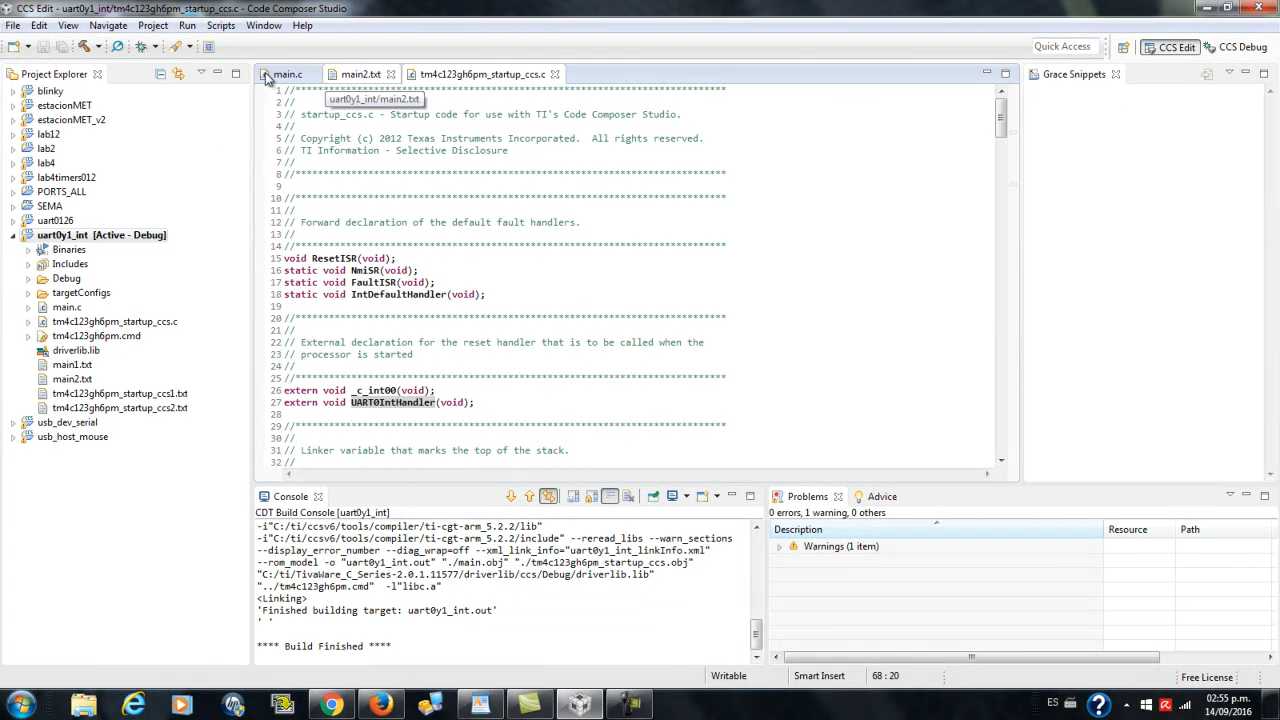 CCS Edit - uart0y1_int/tm4c123gh6pm_startup_ccs.c - Code Composer Studio
File Edit View Navigate Project Run Scripts Window Help
Quick Access CCS Edit CCS Debug
Project Explorer
main.c main2.txt tm4c123gh6pm_startup_ccs.c
Grace Snippets
uart0y1_int/main2.txt
blinky
estacionMET
estacionMET_v2
lab12
lab2
lab4
lab4timers012
PORTS_ALL
SEMA
uart0126
uart0y1_int [Active - Debug]
Binaries
Includes
Debug
targetConfigs
main.c
tm4c123gh6pm_startup_ccs.c
tm4c123gh6pm.cmd
driverlib.lib
main1.txt
main2.txt
tm4c123gh6pm_startup_ccs1.txt
tm4c123gh6pm_startup_ccs2.txt
usb_dev_serial
usb_host_mouse
1 //*****************************************************************************
2 //
3 // startup_ccs.c - Startup code for use with TI's Code Composer Studio.
4 //
5 // Copyright (c) 2012 Texas Instruments Incorporated.  All rights reserved.
6 // TI Information - Selective Disclosure
7 //
8 //*****************************************************************************
9
10 //*****************************************************************************
11 //
12 // Forward declaration of the default fault handlers.
13 //
14 //*****************************************************************************
15 void ResetISR(void);
16 static void NmiSR(void);
17 static void FaultISR(void);
18 static void IntDefaultHandler(void);
19
20 //*****************************************************************************
21 //
22 // External declaration for the reset handler that is to be called when the
23 // processor is started
24 //
25 //*****************************************************************************
26 extern void _c_int00(void);
27 extern void UART0IntHandler(void);
28
29 //*****************************************************************************
30 //
31 // Linker variable that marks the top of the stack.
32 //
Console
CDT Build Console [uart0y1_int]
-i"C:/ti/ccsv6/tools/compiler/ti-cgt-arm_5.2.2/lib"
-i"C:/ti/ccsv6/tools/compiler/ti-cgt-arm_5.2.2/include" --reread_libs --warn_sections
--display_error_number --diag_wrap=off --xml_link_info="uart0y1_int_linkInfo.xml"
--rom_model -o "uart0y1_int.out" "./main.obj" "./tm4c123gh6pm_startup_ccs.obj"
"C:/ti/TivaWare_C_Series-2.0.1.11577/driverlib/ccs/Debug/driverlib.lib"
"../tm4c123gh6pm.cmd"  -l"libc.a"
<Linking>
'Finished building target: uart0y1_int.out'
' '
**** Build Finished ****
Problems Advice
0 errors, 1 warning, 0 others
Description Resource Path
Warnings (1 item)
Writable Smart Insert 68 : 20 Free License
ES 02:55 p.m.
14/09/2016